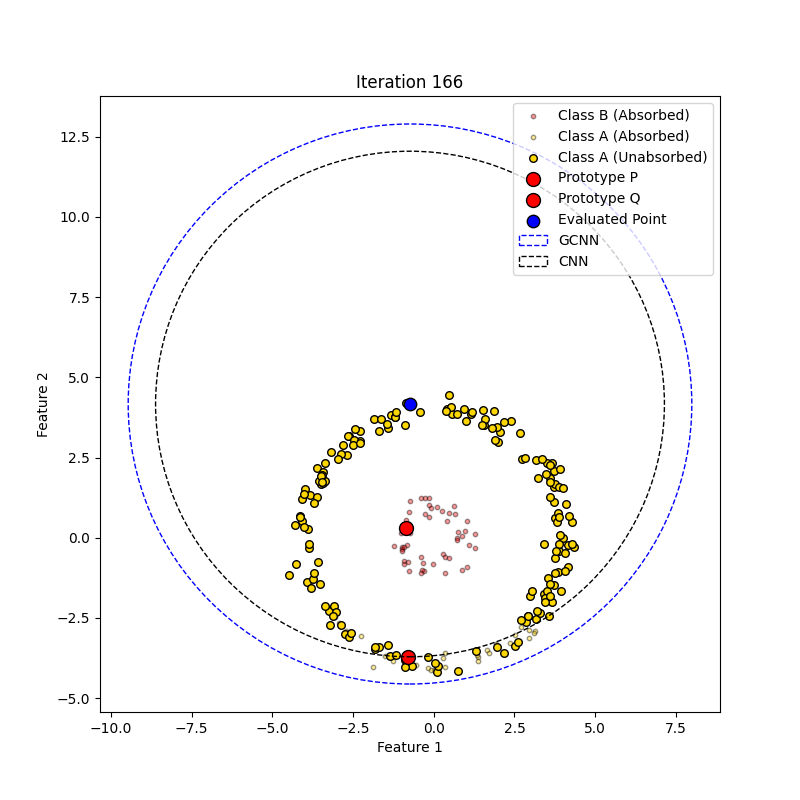 Iteration 166
Class B (Absorbed)
Class A (Absorbed)
Class A (Unabsorbed)
Prototype P
Prototype Q
Evaluated Point
GCNN
CNN
12.5
10.0
7.5
5.0
2.5
0.0
−2.5
−5.0
Feature 2
−10.0
−7.5
−5.0
−2.5
0.0
2.5
5.0
7.5
Feature 1